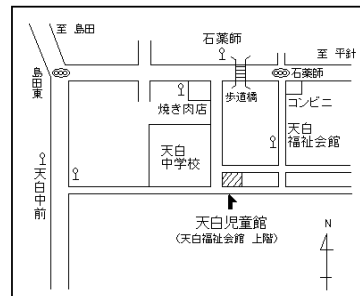 至 島田
石薬師
至 平針
島田東
石薬師
焼き肉店
歩道橋
コンビニ
天白
福祉会館
天白
中学校
天白中前
天白児童館
(天白福祉会館 上階)
N